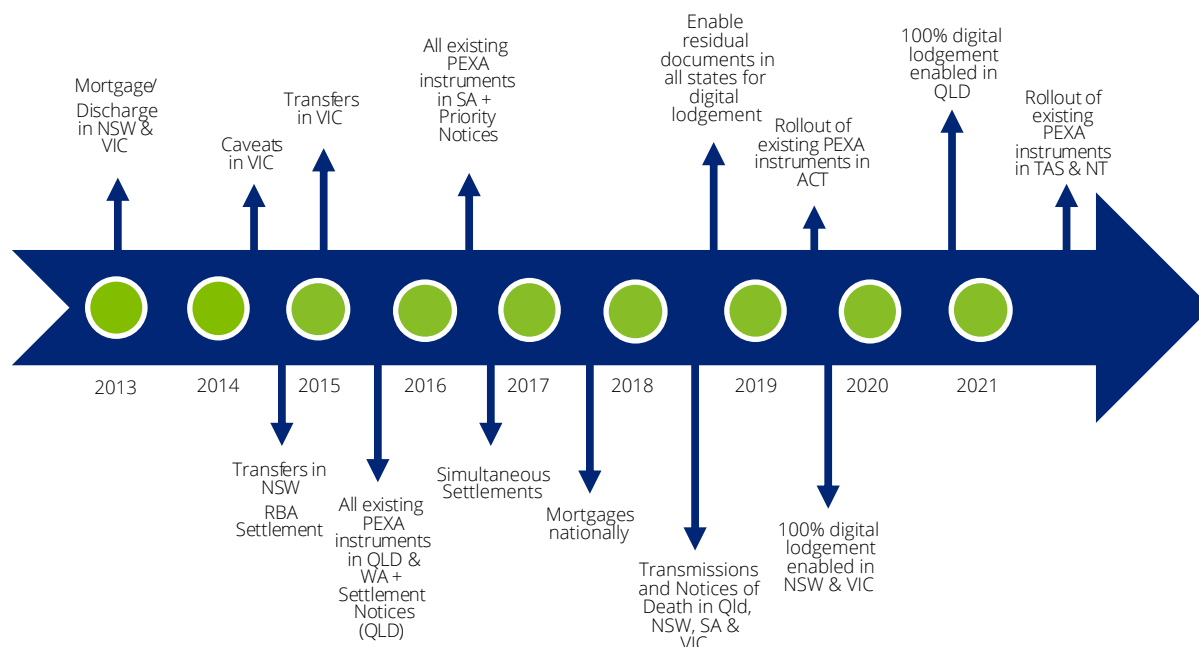 Mortgage/
Discharge
in NSW &
VIC
Caveats
in VIC
Transfers
in VIC
All existing
PEXA
instruments
in SA +
Priority
Notices
Enable
residual
documents in
all states for
digital
lodgement
Rollout of
existing PEXA
instruments in
ACT
100% digital
lodgement
enabled in
QLD
Rollout of
existing
PEXA
instruments
in TAS & NT
2013
2014
2015
2016
2017
2018
2019
2020
2021
Transfers in
NSW
RBA
Settlement
All existing
PEXA
instruments
in QLD &
WA +
Settlement
Notices
(QLD)
Simultaneous
Settlements
Mortgages
nationally
Transmissions
and Notices of
Death in Qld,
NSW, SA &
VIC
100% digital
lodgement
enabled in
NSW & VIC